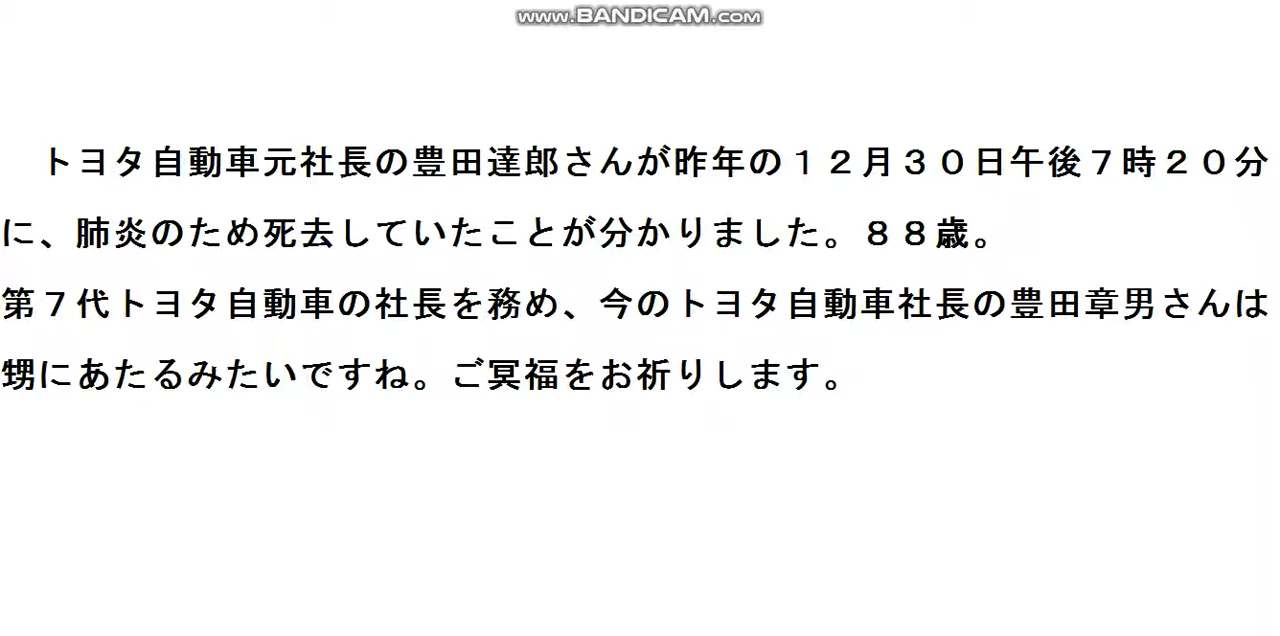 www.BANDICAM.com
　トヨタ自動車元社長の豊田達郎さんが昨年の１２月３０日午後７時２０分
に、肺炎のため死去していたことが分かりました。８８歳。
第７代トヨタ自動車の社長を務め、今のトヨタ自動車社長の豊田章男さんは
甥にあたるみたいですね。ご冥福をお祈りします。